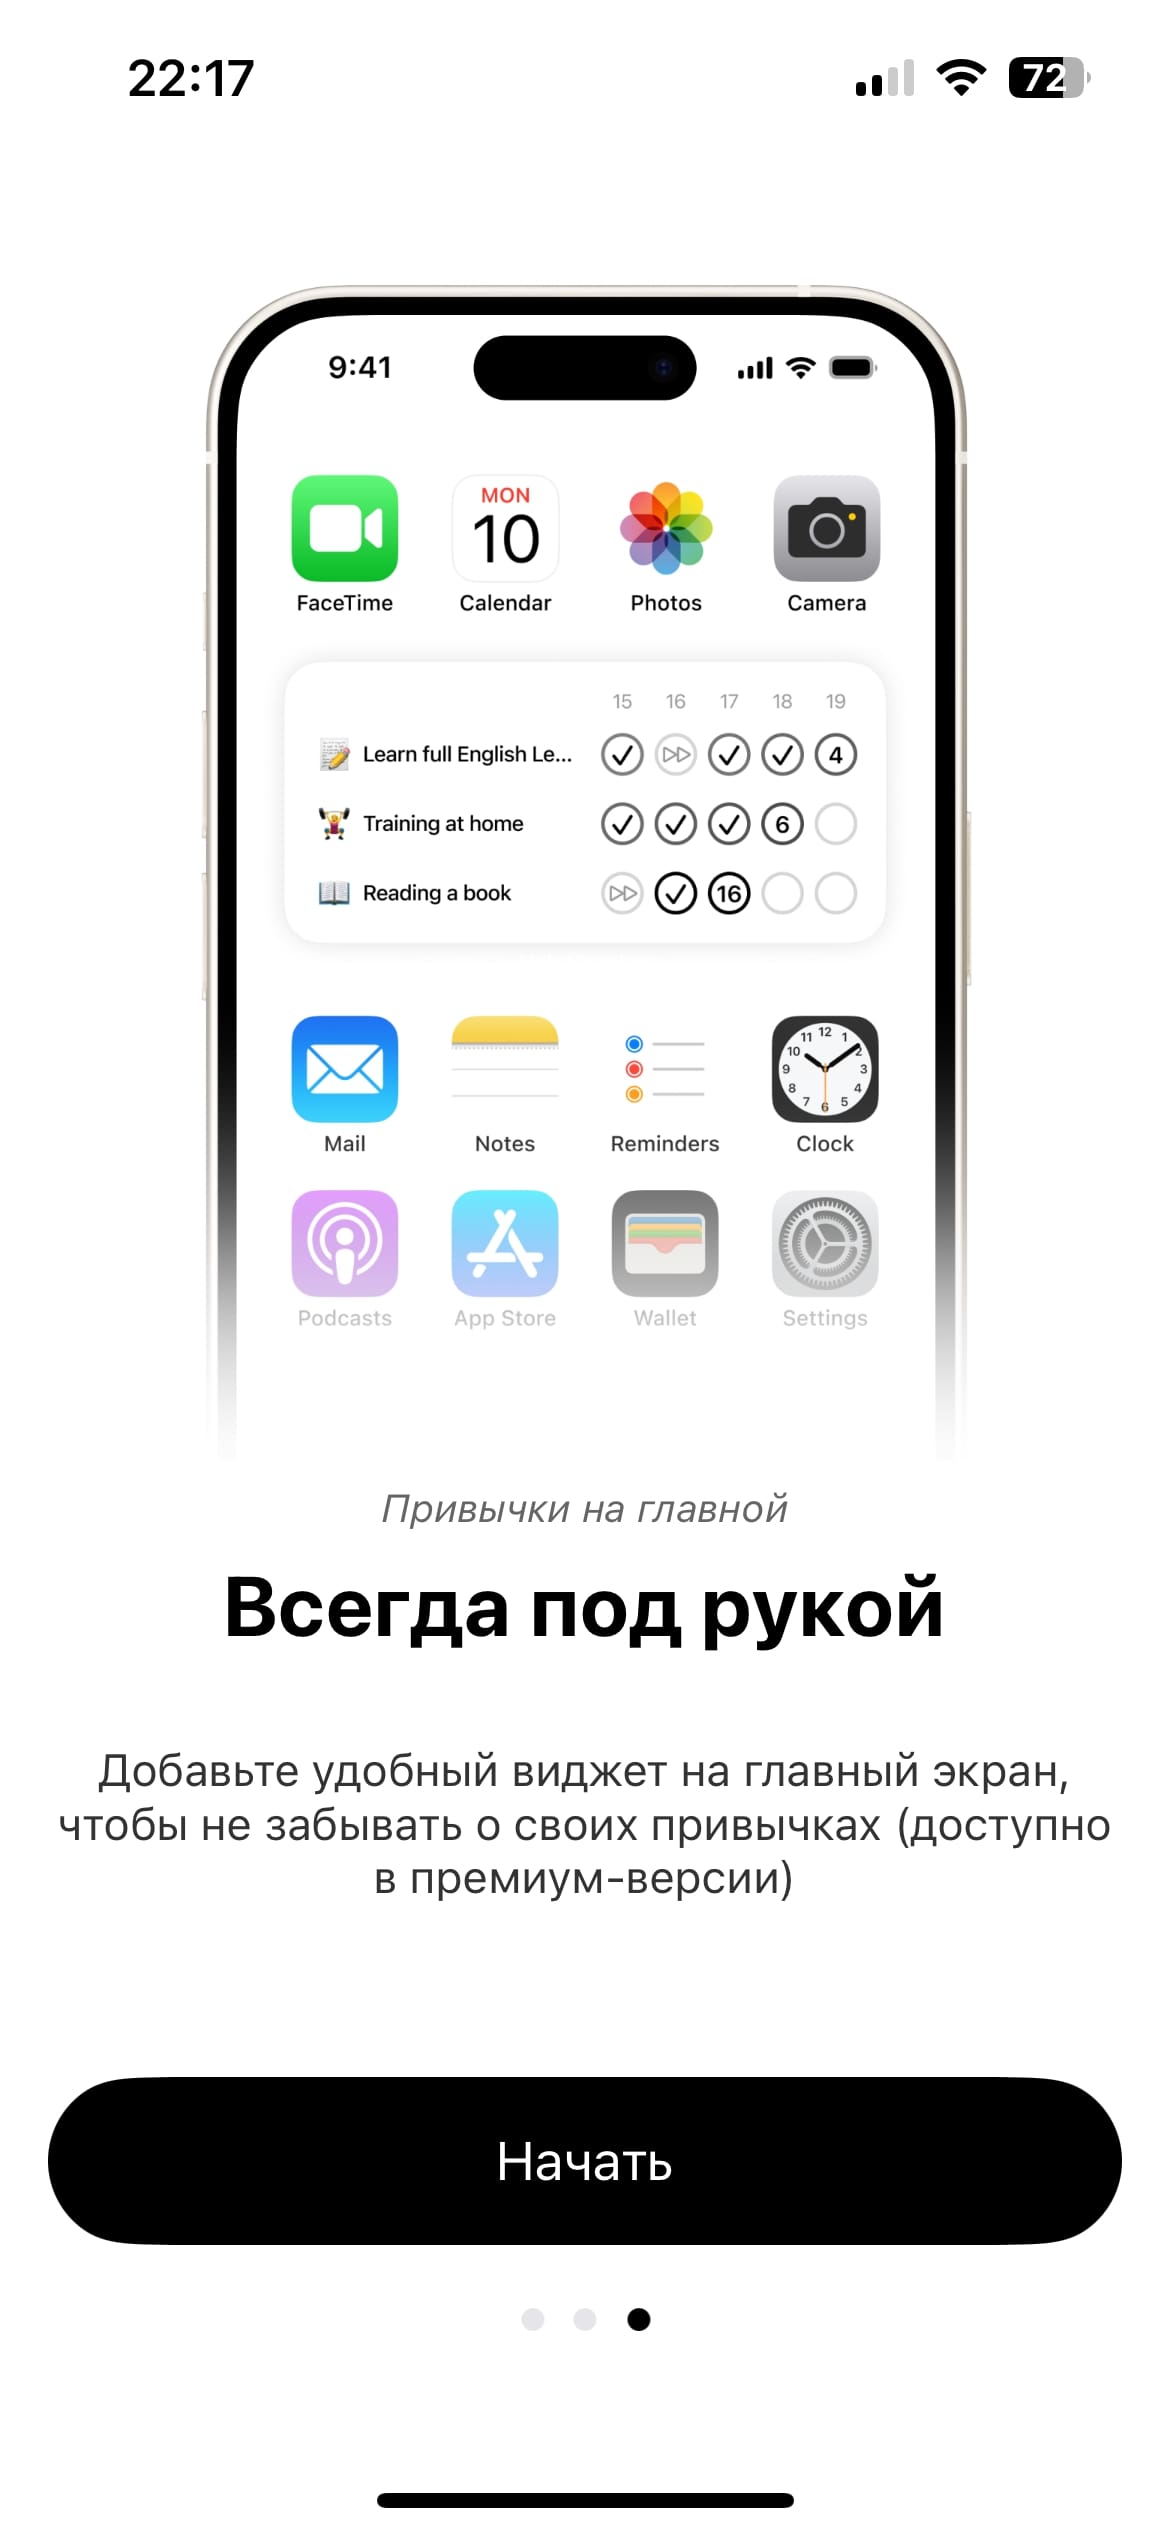 22:17
72
9:41
MON
10
FaceTime Calendar Photos Camera
15 16 17 18 19
Learn full English Le... 4
Training at home 6
Reading a book 16
11 12 1
10 2
9 3
8 4
7 6 5
Mail Notes Reminders Clock
Podcasts App Store Wallet Settings
Привычки на главной
Всегда под рукой
Добавьте удобный виджет на главный экран,
чтобы не забывать о своих привычках (доступно
в премиум-версии)
Начать